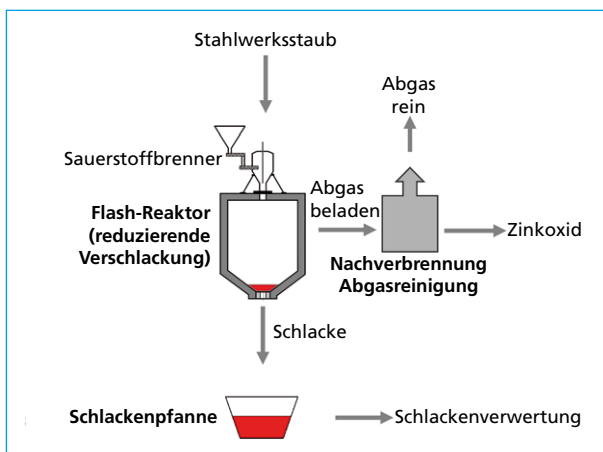 Stahlwerksstaub
Abgas
rein
Sauerstoffbrenner
Abgas
beladen
Flash-Reaktor
(reduzierende
Verschlackung)
Zinkoxid
Nachverbrennung
Abgasreinigung
Schlacke
Schlackenpfanne
Schlackenverwertung